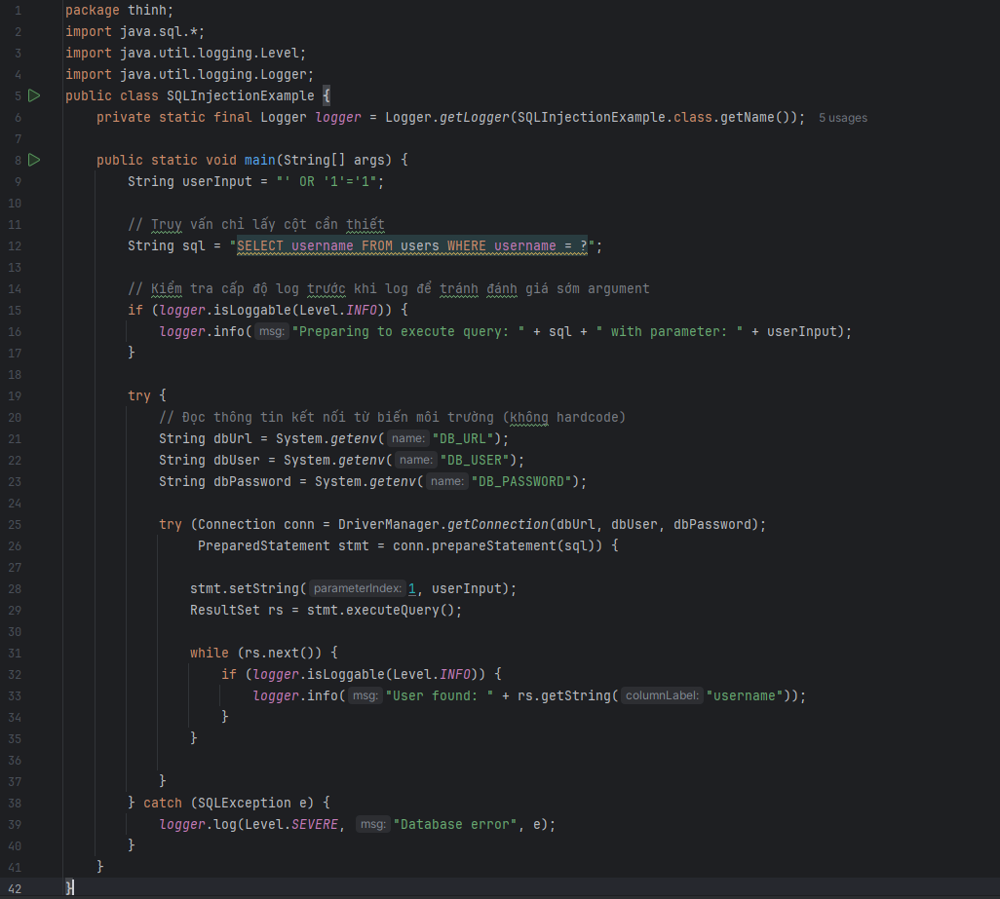 1 package thinh;
2 import java.sql.*;
3 import java.util.logging.Level;
4 import java.util.logging.Logger;
5 public class SQLInjectionExample {
6 private static final Logger logger = Logger.getLogger(SQLInjectionExample.class.getName()); 5 usages
7
8 public static void main(String[] args) {
9 String userInput = "' OR '1'='1";
10
11 // Truy vấn chỉ lấy cột cần thiết
12 String sql = "SELECT username FROM users WHERE username = ?";
13
14 // Kiểm tra cấp độ log trước khi log để tránh đánh giá sớm argument
15 if (logger.isLoggable(Level.INFO)) {
16 logger.info( msg: "Preparing to execute query: " + sql + " with parameter: " + userInput);
17 }
18
19 try {
20 // Đọc thông tin kết nối từ biến môi trường (không hardcode)
21 String dbUrl = System.getenv( name: "DB_URL");
22 String dbUser = System.getenv( name: "DB_USER");
23 String dbPassword = System.getenv( name: "DB_PASSWORD");
24
25 try (Connection conn = DriverManager.getConnection(dbUrl, dbUser, dbPassword);
26 PreparedStatement stmt = conn.prepareStatement(sql)) {
27
28 stmt.setString( parameterIndex: 1, userInput);
29 ResultSet rs = stmt.executeQuery();
30
31 while (rs.next()) {
32 if (logger.isLoggable(Level.INFO)) {
33 logger.info( msg: "User found: " + rs.getString( columnLabel: "username"));
34 }
35 }
36
37 }
38 } catch (SQLException e) {
39 logger.log(Level.SEVERE, msg: "Database error", e);
40 }
41 }
42 }